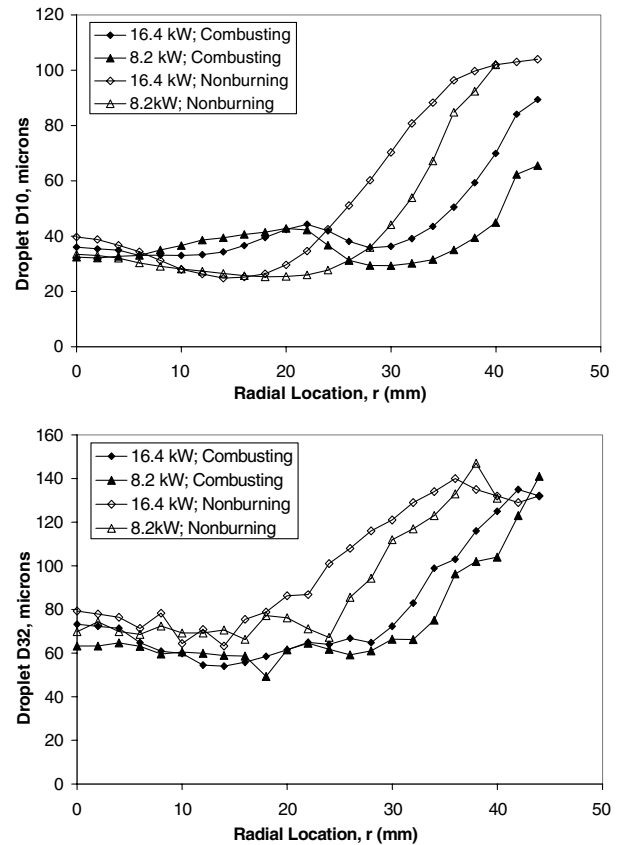 120
100
80
60
40
20
0
Droplet D10, microns
16.4 kW; Combusting
8.2 kW; Combusting
16.4 kW; Nonburning
8.2kW; Nonburning
0 10 20 30 40 50
Radial Location, r (mm)
160
140
120
100
80
60
40
20
0
Droplet D32, microns
16.4 kW; Combusting
8.2 kW; Combusting
16.4 kW; Nonburning
8.2kW; Nonburning
0 10 20 30 40 50
Radial Location, r (mm)